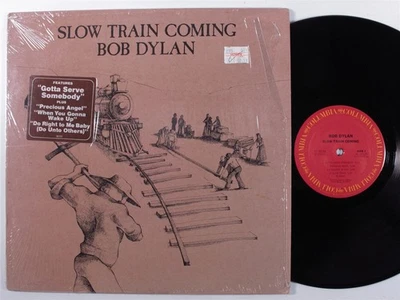 SLOW TRAIN COMING
BOB DYLAN
FEATURES
"Gotta Serve
Somebody"
PLUS
"Precious Angel"
"When You Gonna
Wake Up"
"Do Right to Me Baby
(Do Unto Others)"
COLUMBIA
BOB DYLAN
SLOW TRAIN COMING